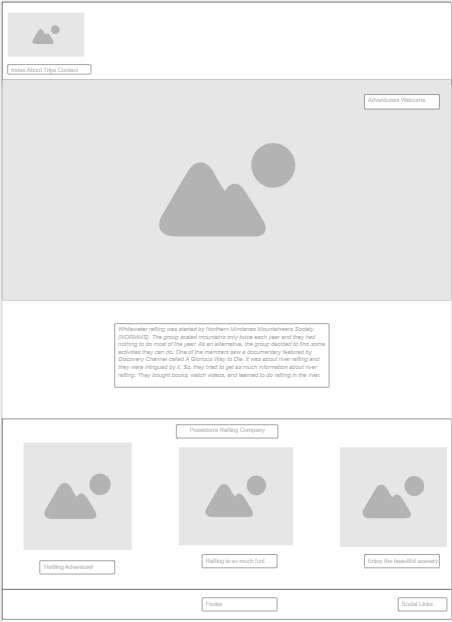 Index About Trips Contact
Adventures Welcome
Whitewater rafting was started by Northern Mindanao Mountaineers Society
(NORMMS). The group scaled mountains only twice each year and they had
nothing to do most of the year. As an alternative, the group decided to find some
activities they can do. One of the members saw a documentary featured by
Discovery Channel called A Glorious Way to Die. It was about river rafting and
they were intrigued by it. So, they tried to get as much information about river
rafting. They bought books, watch videos, and learned to do rafting in the river.
Poseidon's Rafting Company
Thrilling Adventure!
Rafting is so much fun!
Enjoy the beautiful scenery
Footer
Social Links